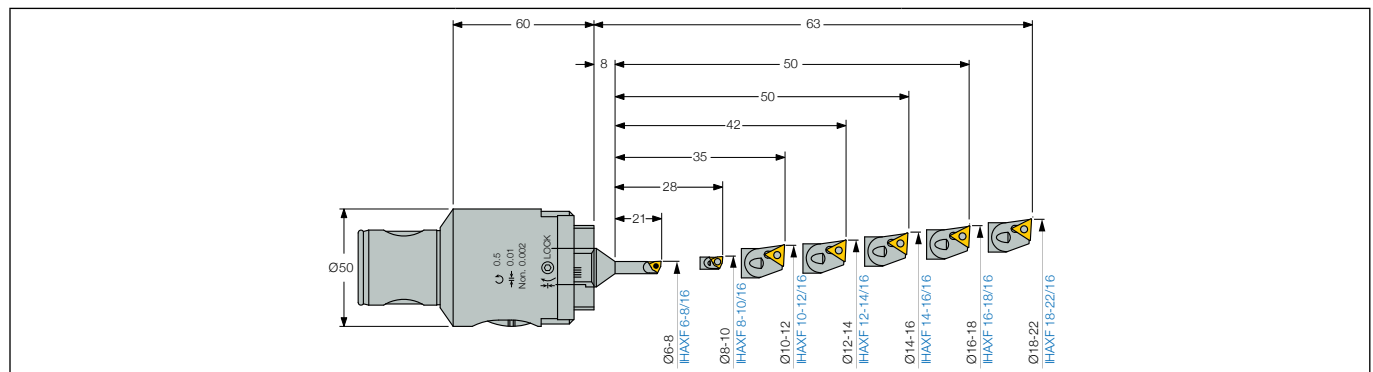 60
63
8
50
50
42
35
28
21
Ø50
0.5
0.01
Non. 0.002
LOCK
Ø6-8
IHAXF 6-8/16
Ø8-10
IHAXF 8-10/16
Ø10-12
IHAXF 10-12/16
Ø12-14
IHAXF 12-14/16
Ø14-16
IHAXF 14-16/16
Ø16-18
IHAXF 16-18/16
Ø18-22
IHAXF 18-22/16